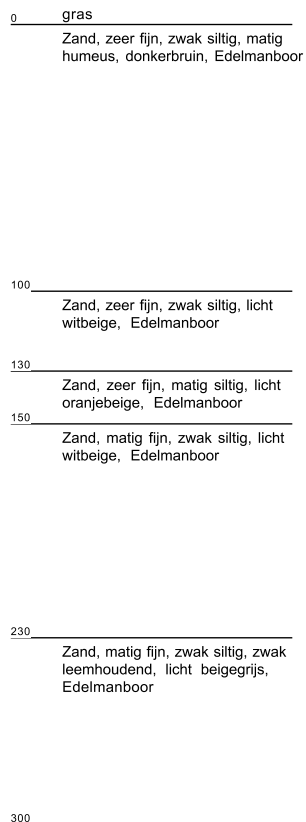 0 gras
Zand, zeer fijn, zwak siltig, matig
humeus, donkerbruin, Edelmanboor
100
Zand, zeer fijn, zwak siltig, licht
witbeige, Edelmanboor
130
Zand, zeer fijn, matig siltig, licht
oranjebeige, Edelmanboor
150
Zand, matig fijn, zwak siltig, licht
witbeige, Edelmanboor
230
Zand, matig fijn, zwak siltig, zwak
leemhoudend, licht beigegrijs,
Edelmanboor
300